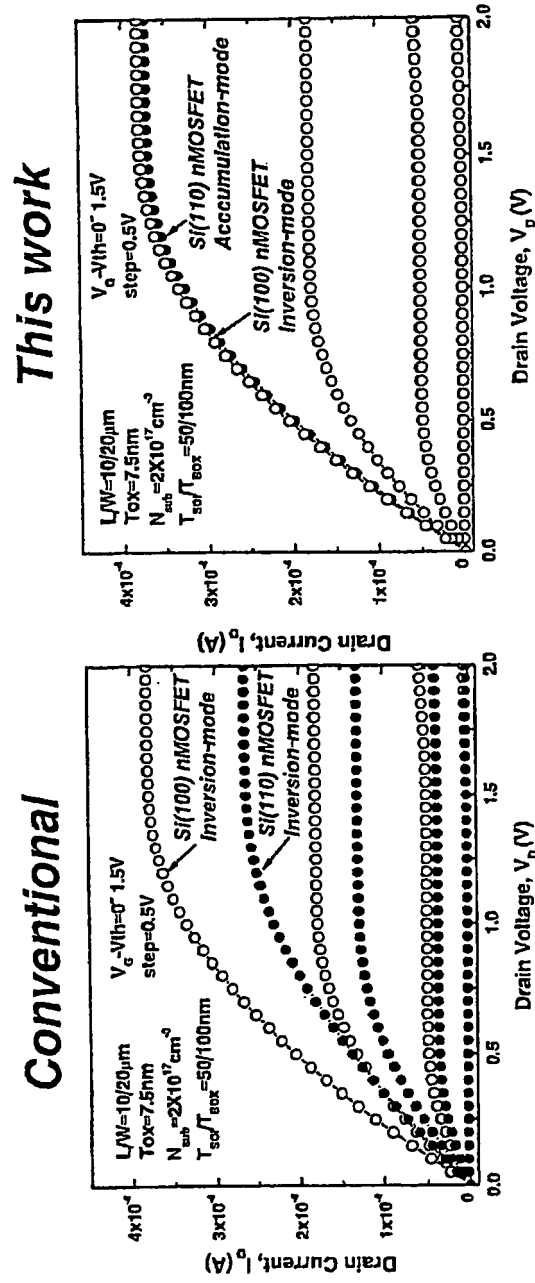 Conventional
L/W=10/20μm
Tox=7.5nm
N_sub=2X10^17cm^-3
T_SOI/T_BOX=50/100nm
V_G-Vth=0~1.5V
step=0.5V
Si(100) nMOSFET
Inversion-mode
Si(110) nMOSFET
Inversion-mode
Drain Current, I_D (A)
4x10^-4
3x10^-4
2x10^-4
1x10^-4
0
0.0
0.5
1.0
1.5
2.0
Drain Voltage, V_D (V)
This work
L/W=10/20μm
Tox=7.5nm
N_sub=2X10^17cm^-3
T_SOI/T_BOX=50/100nm
V_G-Vth=0~1.5V
step=0.5V
Si(110) nMOSFET
Acccumulation-mode
Si(100) nMOSFET
Inversion-mode
Drain Current, I_D (A)
4x10^-4
3x10^-4
2x10^-4
1x10^-4
0
0.0
0.5
1.0
1.5
2.0
Drain Voltage, V_D (V)